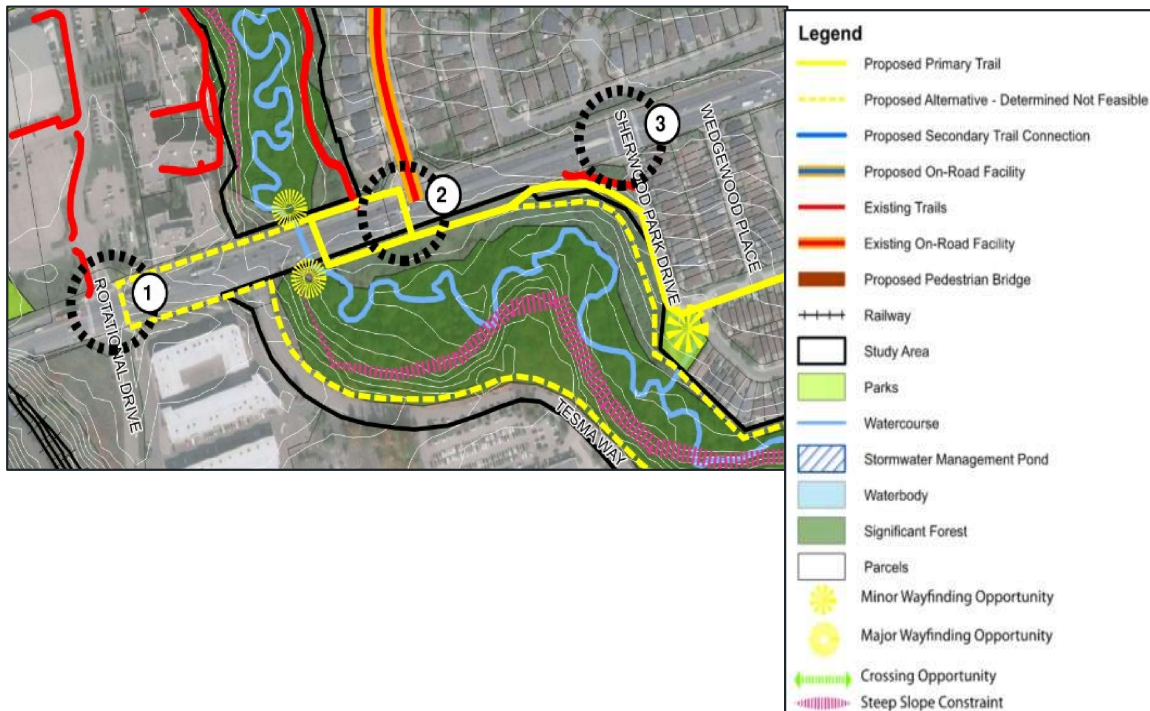 1
2
3
ROTATIONAL DRIVE
SHERWOOD PARK DRIVE
WEDGEWOOD PLACE
TESMA WAY
Legend
Proposed Primary Trail
Proposed Alternative - Determined Not Feasible
Proposed Secondary Trail Connection
Proposed On-Road Facility
Existing Trails
Existing On-Road Facility
Proposed Pedestrian Bridge
Railway
Study Area
Parks
Watercourse
Stormwater Management Pond
Waterbody
Significant Forest
Parcels
Minor Wayfinding Opportunity
Major Wayfinding Opportunity
Crossing Opportunity
Steep Slope Constraint